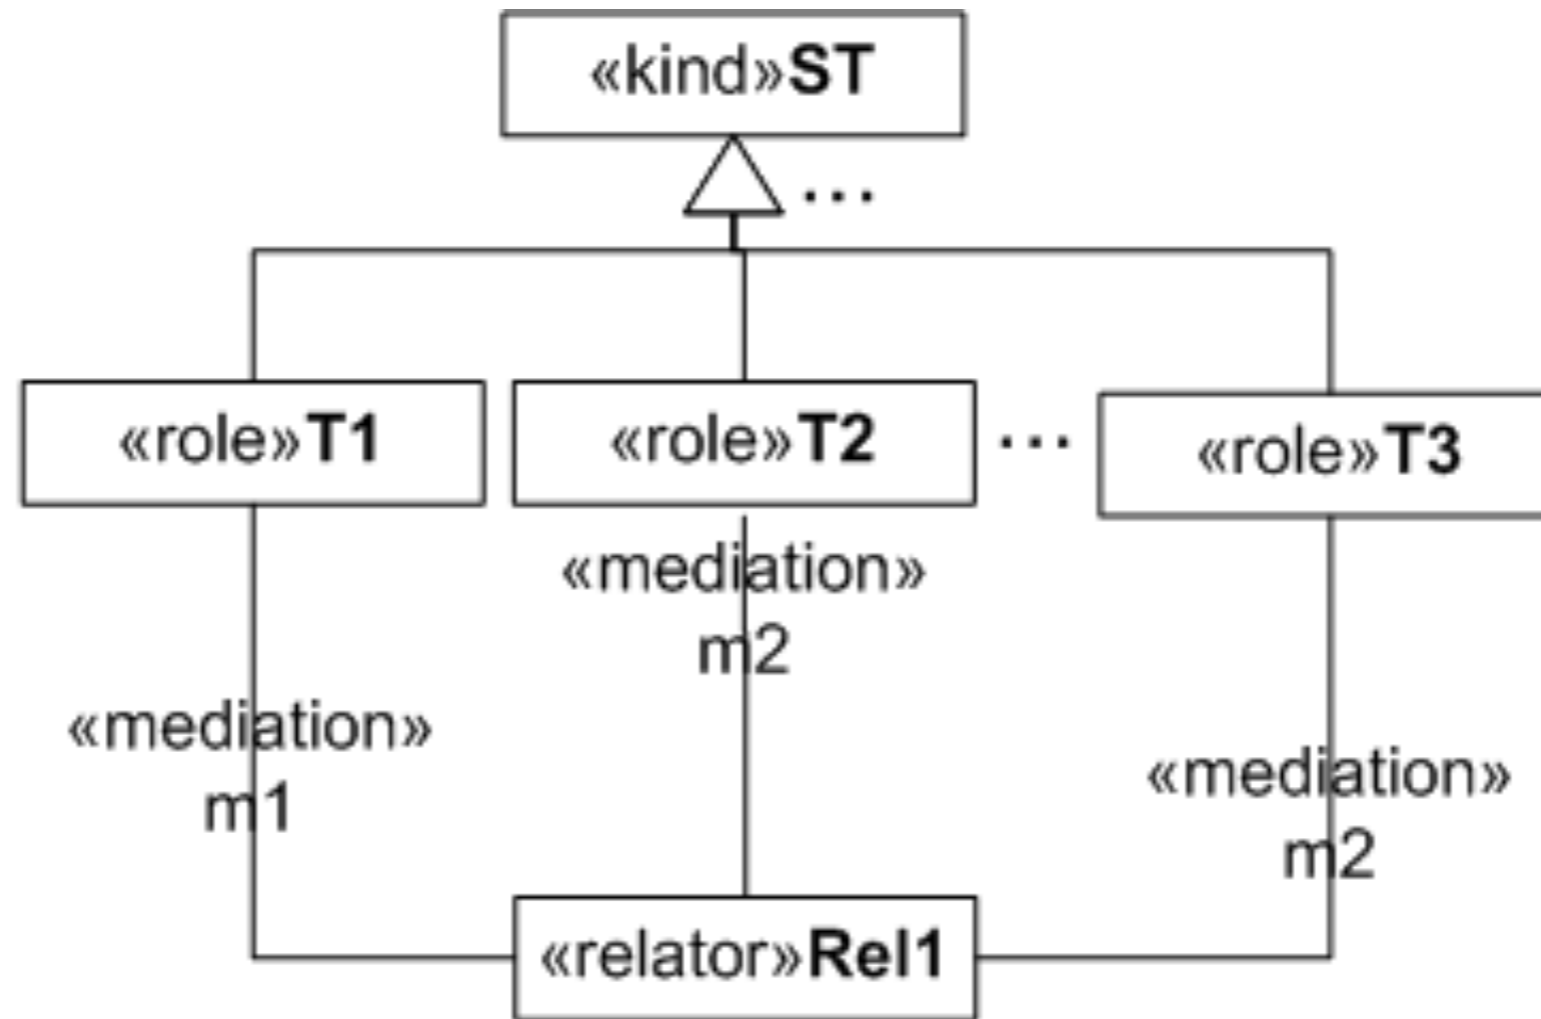 «kind»ST
...
«role»T1
«role»T2
...
«role»T3
«mediation»
m2
«mediation»
m1
«mediation»
m2
«relator»Rel1